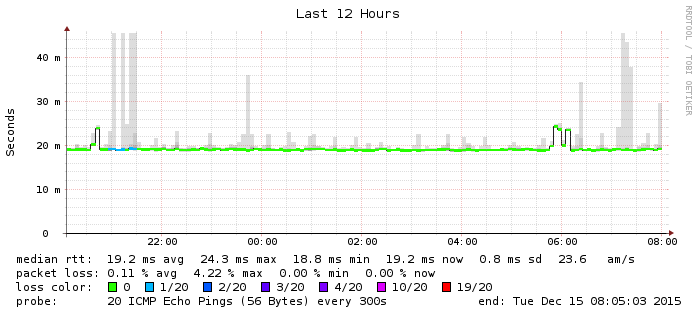 Last 12 Hours
RRDTOOL / TOBI OETIKER
Seconds
40 m
30 m
20 m
10 m
0
22:00 00:00 02:00 04:00 06:00 08:00
median rtt: 19.2 ms avg 24.3 ms max 18.8 ms min 19.2 ms now 0.8 ms sd 23.6 am/s
packet loss: 0.11 % avg 4.22 % max 0.00 % min 0.00 % now
loss color: 0 1/20 2/20 3/20 4/20 10/20 19/20
probe: 20 ICMP Echo Pings (56 Bytes) every 300s end: Tue Dec 15 08:05:03 2015